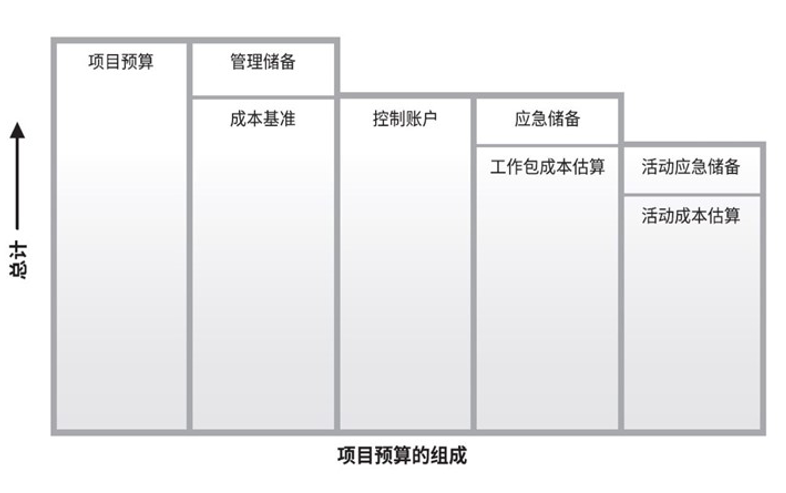 项目预算
管理储备
成本基准
控制账户
应急储备
工作包成本估算
活动应急储备
活动成本估算
总计
项目预算的组成